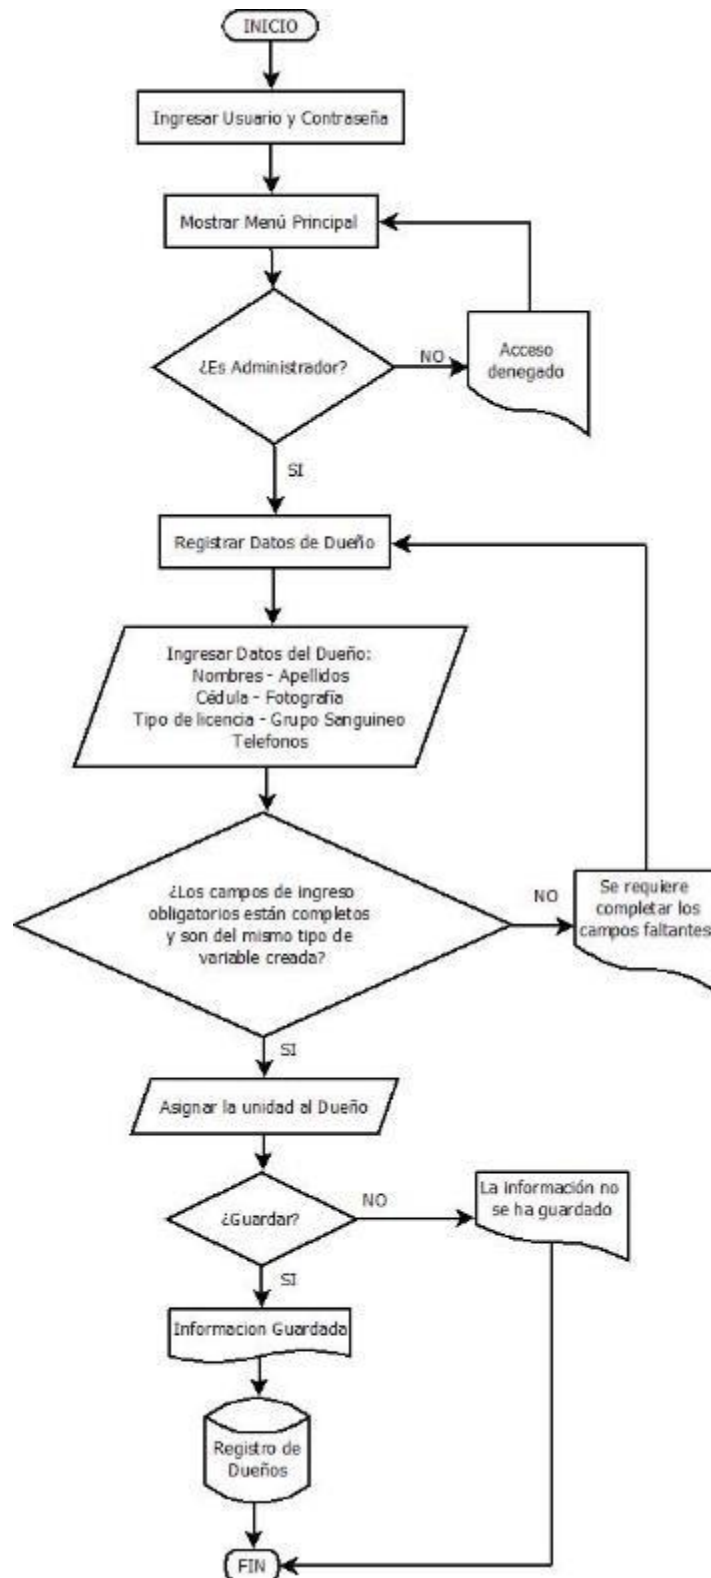 INICIO
Ingresar Usuario y Contraseña
Mostrar Menú Principal
¿Es Administrador?
NO
Acceso
denegado
SI
Registrar Datos de Dueño
Ingresar Datos del Dueño:
Nombres - Apellidos
Cédula - Fotografía
Tipo de licencia - Grupo Sanguineo
Telefonos
¿Los campos de ingreso
obligatorios están completos
y son del mismo tipo de
variable creada?
NO
Se requiere
completar los
campos faltantes
SI
Asignar la unidad al Dueño
¿Guardar?
NO
La información no
se ha guardado
SI
Informacion Guardada
Registro de
Dueños
FIN